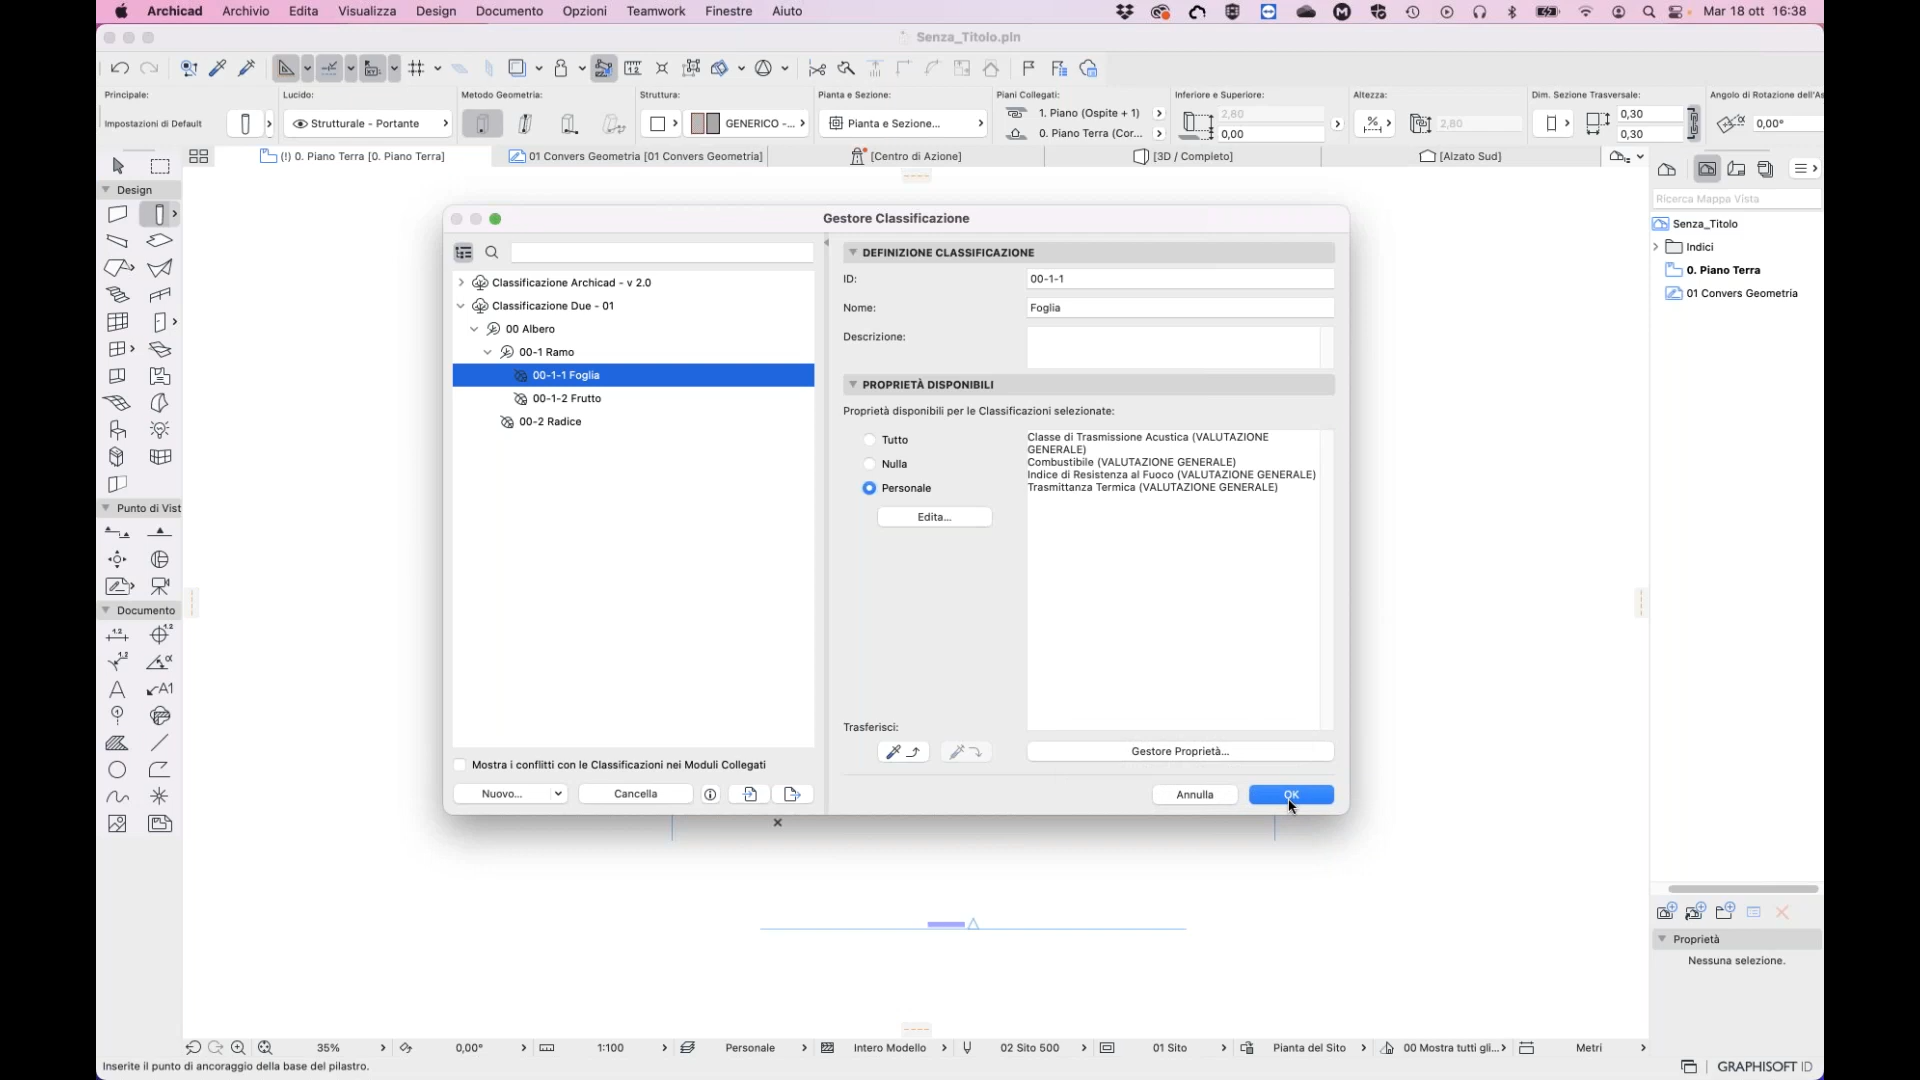 Archicad Archivio Edita Visualizza Design Documento Opzioni Teamwork Finestre Aiuto Mar 18 ott 16:38
Senza_Titolo.pln
Principale: Lucido: Metodo Geometria: Struttura: Pianta e Sezione: Piani Collegati: Inferiore e Superiore: Altezza: Dim. Sezione Trasversale: Angolo di Rotazione dell'As
Impostazioni di Default Strutturale - Portante GENERICO -... Pianta e Sezione... 1. Piano (Ospite + 1) 2,80 2,80 0,30 0,00°
0. Piano Terra (Cor... 0,00 0,30
(!) 0. Piano Terra [0. Piano Terra] 01 Convers Geometria [01 Convers Geometria] [Centro di Azione] [3D / Completo] [Alzato Sud]
Design
Punto di Vist
Documento
Gestore Classificazione
Classificazione Archicad - v 2.0
Classificazione Due - 01
00 Albero
00-1 Ramo
00-1-1 Foglia
00-1-2 Frutto
00-2 Radice
Mostra i conflitti con le Classificazioni nei Moduli Collegati
Nuovo... Cancella
DEFINIZIONE CLASSIFICAZIONE
ID: 00-1-1
Nome: Foglia
Descrizione:
PROPRIETÀ DISPONIBILI
Proprietà disponibili per le Classificazioni selezionate:
Tutto
Nulla
Personale
Edita...
Classe di Trasmissione Acustica (VALUTAZIONE
GENERALE)
Combustibile (VALUTAZIONE GENERALE)
Indice di Resistenza al Fuoco (VALUTAZIONE GENERALE)
Trasmittanza Termica (VALUTAZIONE GENERALE)
Trasferisci:
Gestore Proprietà...
Annulla OK
Ricerca Mappa Vista
Senza_Titolo
Indici
0. Piano Terra
01 Convers Geometria
Proprietà
Nessuna selezione.
35% 0,00° 1:100 Personale Intero Modello 02 Sito 500 01 Sito Pianta del Sito 00 Mostra tutti gli... Metri
Inserite il punto di ancoraggio della base del pilastro. GRAPHISOFT ID